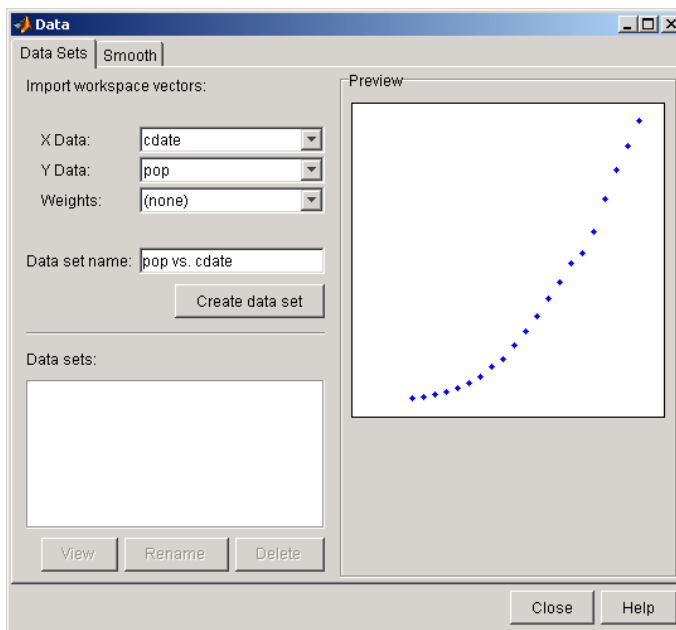 Data
Data Sets
Smooth
Import workspace vectors:
X Data:
cdate
Y Data:
pop
Weights:
(none)
Data set name:
pop vs. cdate
Create data set
Data sets:
View
Rename
Delete
Preview
Close
Help